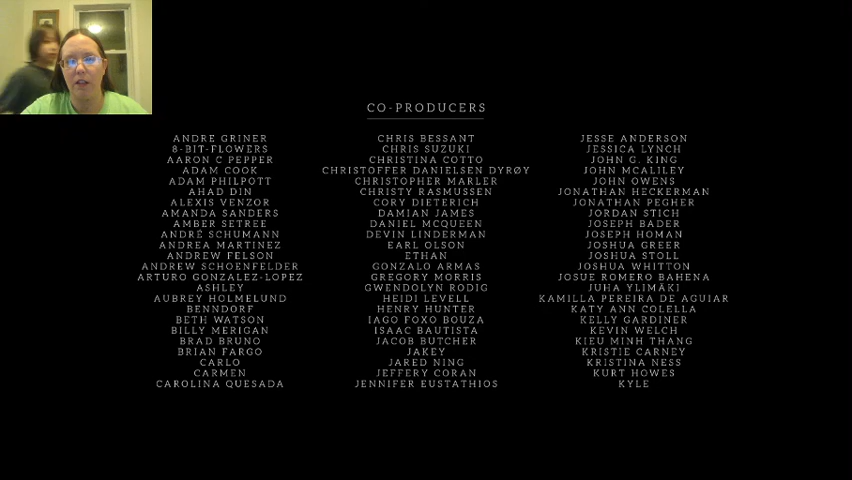 CO-PRODUCERS
ANDRE GRINER
8-BIT-FLOWERS
AARON C PEPPER
ADAM COOK
ADAM PHILPOTT
AHAD DIN
ALEXIS VENZOR
AMANDA SANDERS
AMBER SETREE
ANDRÉ SCHUMANN
ANDREA MARTINEZ
ANDREW FELSON
ANDREW SCHOENFELDER
ARTURO GONZALEZ-LOPEZ
ASHLEY
AUBREY HOLMELUND
BENNDORF
BETH WATSON
BILLY MERIGAN
BRAD BRUNO
BRIAN FARGO
CARLO
CARMEN
CAROLINA QUESADA
CHRIS BESSANT
CHRIS SUZUKI
CHRISTINA COTTO
CHRISTOFFER DANIELSEN DYRØY
CHRISTOPHER MARLER
CHRISTY RASMUSSEN
CORY DIETERICH
DAMIAN JAMES
DANIEL MCQUEEN
DEVIN LINDERMAN
EARL OLSON
ETHAN
GONZALO ARMAS
GREGORY MORRIS
GWENDOLYN RODIG
HEIDI LEVELL
HENRY HUNTER
IAGO FOXO BOUZA
ISAAC BAUTISTA
JACOB BUTCHER
JAKEY
JARED NING
JEFFERY CORAN
JENNIFER EUSTATHIOS
JESSE ANDERSON
JESSICA LYNCH
JOHN G. KING
JOHN MCALILEY
JOHN OWENS
JONATHAN HECKERMAN
JONATHAN PEGHER
JORDAN STICH
JOSEPH BADER
JOSEPH HOMAN
JOSHUA GREER
JOSHUA STOLL
JOSHUA WHITTON
JOSUE ROMERO BAHENA
JUHA YLIMÄKI
KAMILLA PEREIRA DE AGUIAR
KATY ANN COLELLA
KELLY GARDINER
KEVIN WELCH
KIEU MINH THANG
KRISTIE CARNEY
KRISTINA NESS
KURT HOWES
KYLE